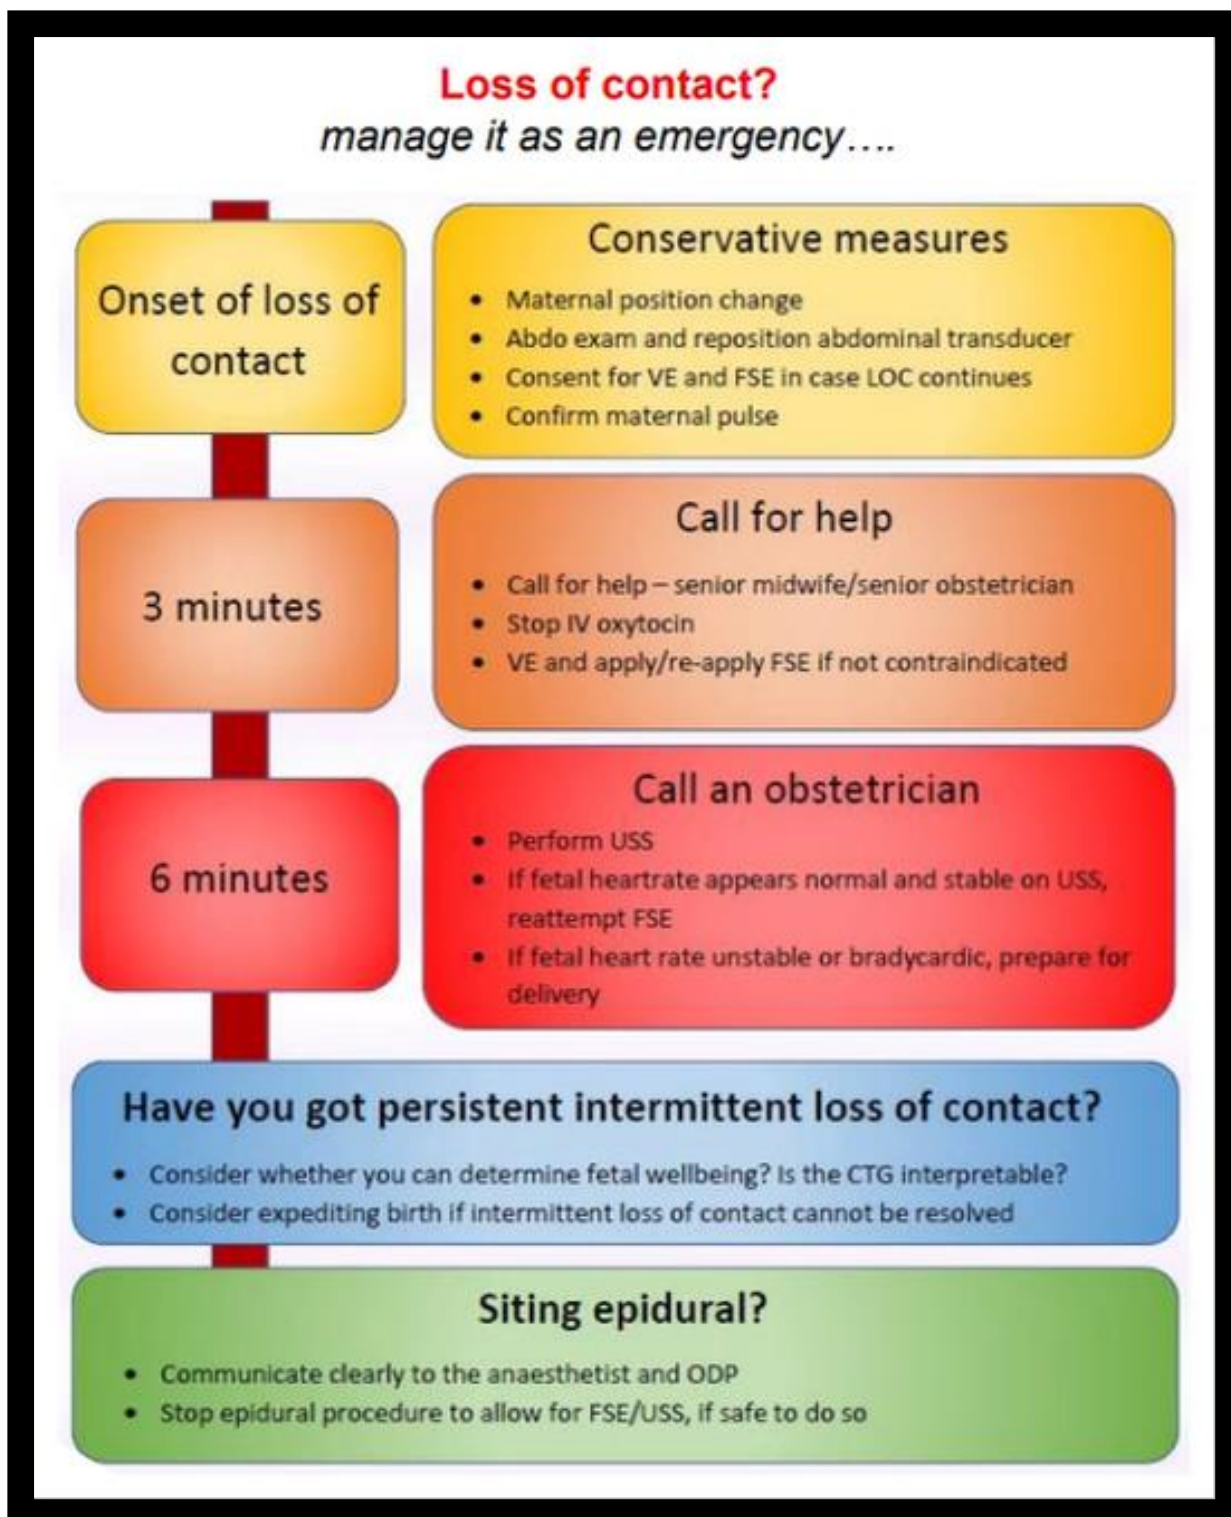 Loss of contact?
manage it as an emergency....
Onset of loss of
contact
Conservative measures
• Maternal position change
• Abdo exam and reposition abdominal transducer
• Consent for VE and FSE in case LOC continues
• Confirm maternal pulse
3 minutes
Call for help
• Call for help – senior midwife/senior obstetrician
• Stop IV oxytocin
• VE and apply/re-apply FSE if not contraindicated
6 minutes
Call an obstetrician
• Perform USS
• If fetal heartrate appears normal and stable on USS,
reattempt FSE
• If fetal heart rate unstable or bradycardic, prepare for
delivery
Have you got persistent intermittent loss of contact?
• Consider whether you can determine fetal wellbeing? Is the CTG interpretable?
• Consider expediting birth if intermittent loss of contact cannot be resolved
Siting epidural?
• Communicate clearly to the anaesthetist and ODP
• Stop epidural procedure to allow for FSE/USS, if safe to do so